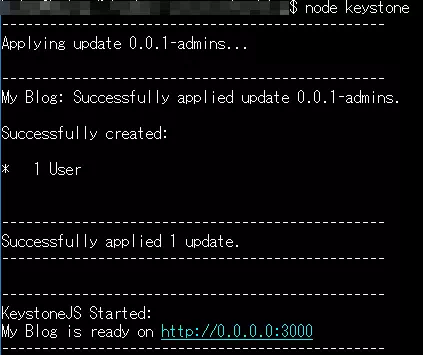 $ node keystone
------------------------------------------------
Applying update 0.0.1-admins...
------------------------------------------------
My Blog: Successfully applied update 0.0.1-admins.
Successfully created:
*   1 User
------------------------------------------------
Successfully applied 1 update.
------------------------------------------------
------------------------------------------------
KeystoneJS Started:
My Blog is ready on http://0.0.0.0:3000
------------------------------------------------